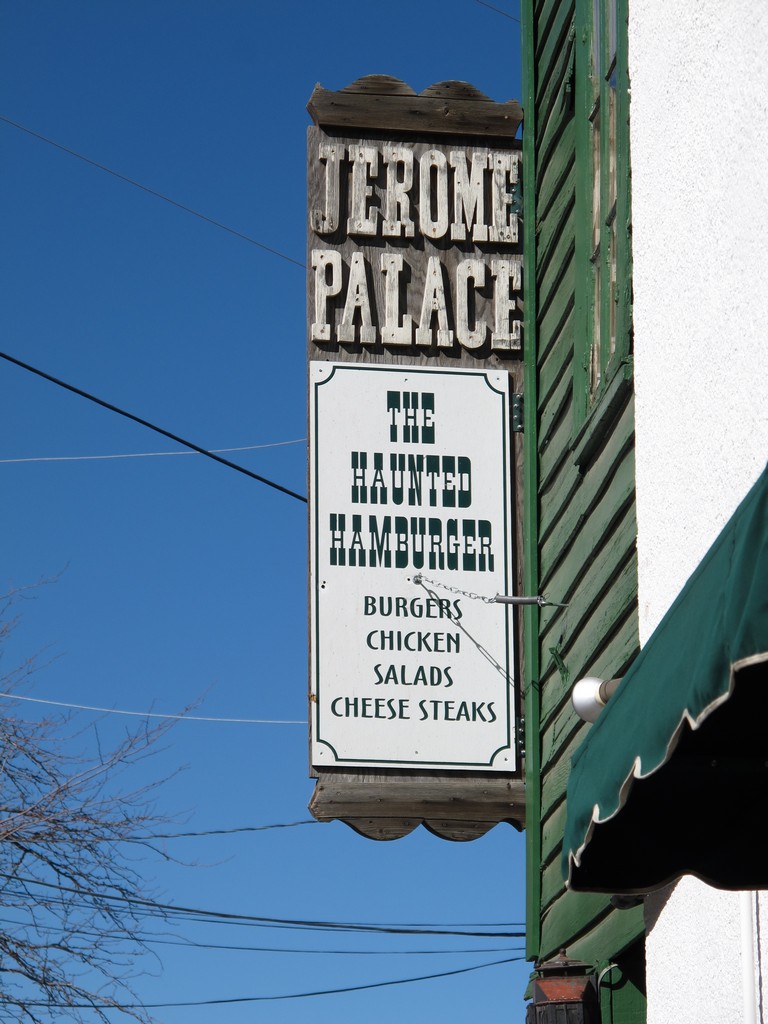 JEROME
PALACE
THE
HAUNTED
HAMBURGER
BURGERS
CHICKEN
SALADS
CHEESE STEAKS